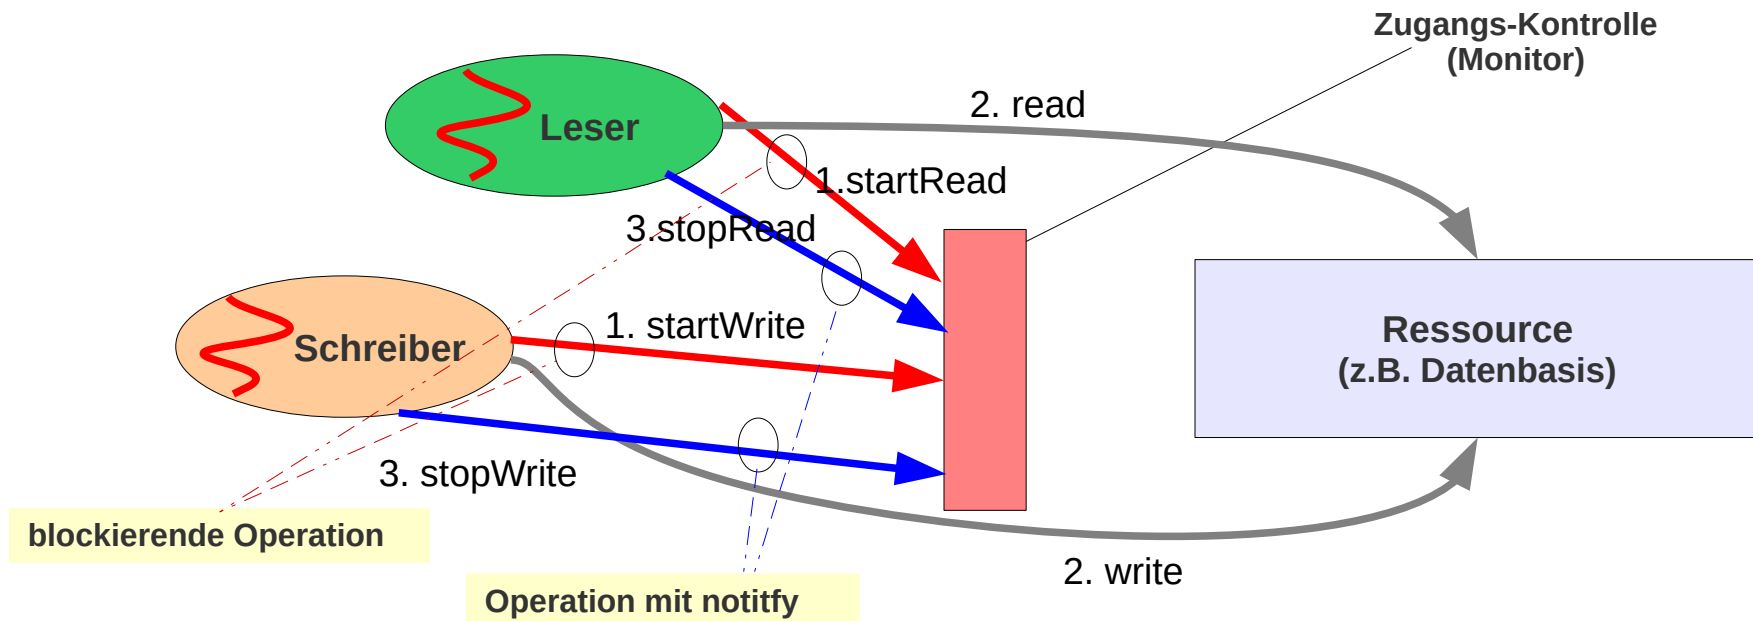 Zugangs-Kontrolle
(Monitor)
2. read
Leser
1.startRead
3.stopRead
1. startWrite
Schreiber
Ressource
(z.B. Datenbasis)
3. stopWrite
blockierende Operation
2. write
Operation mit notitfy